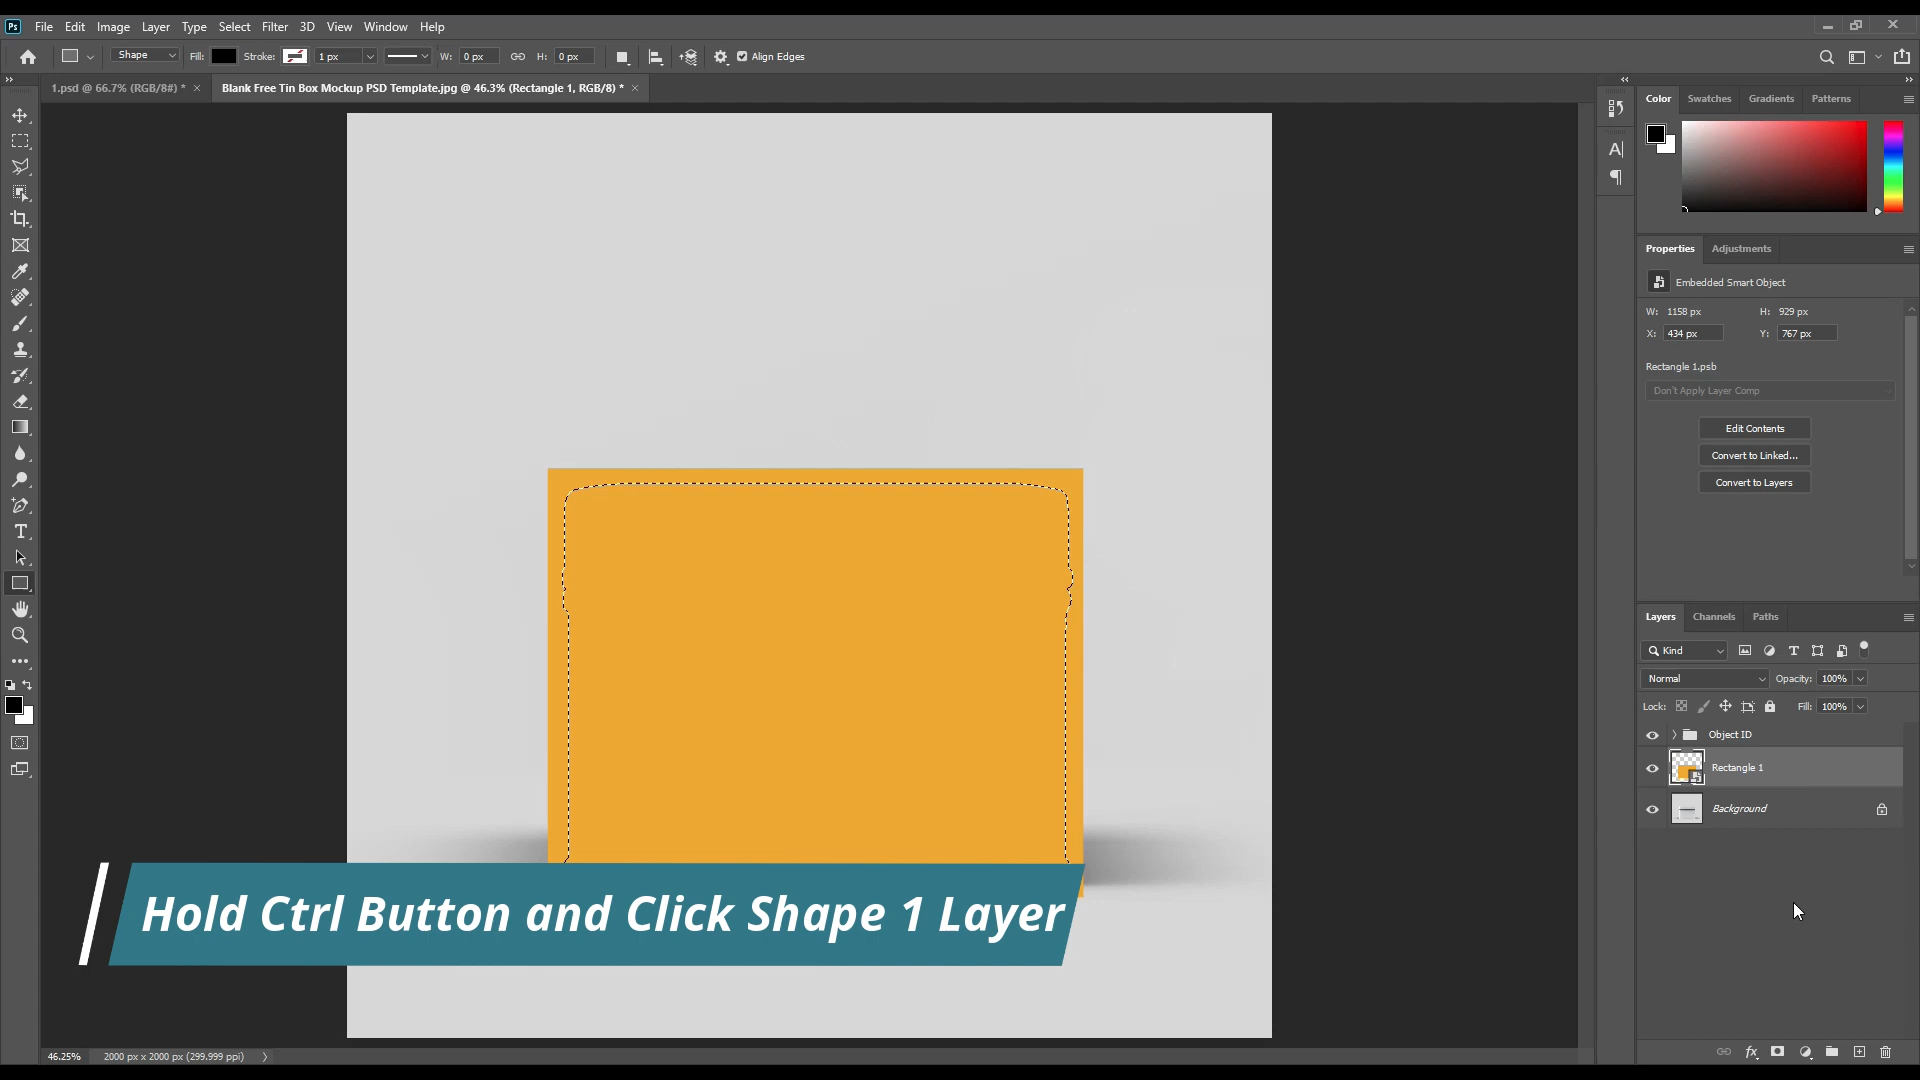 Ps File Edit Image Layer Type Select Filter 3D View Window Help
Shape Fill: Stroke: 1 px W: 0 px H: 0 px Align Edges
1.psd @ 66.7% (RGB/8#) * × Blank Free Tin Box Mockup PSD Template.jpg @ 46.3% (Rectangle 1, RGB/8) * ×
Color Swatches Gradients Patterns
Properties Adjustments
Embedded Smart Object
W: 1158 px H: 929 px
X: 434 px Y: 767 px
Rectangle 1.psb
Don't Apply Layer Comp
Edit Contents
Convert to Linked...
Convert to Layers
Layers Channels Paths
Kind
Normal Opacity: 100%
Lock: Fill: 100%
Object ID
Rectangle 1
Background
Hold Ctrl Button and Click Shape 1 Layer
46.25% 2000 px x 2000 px (299.999 ppi)